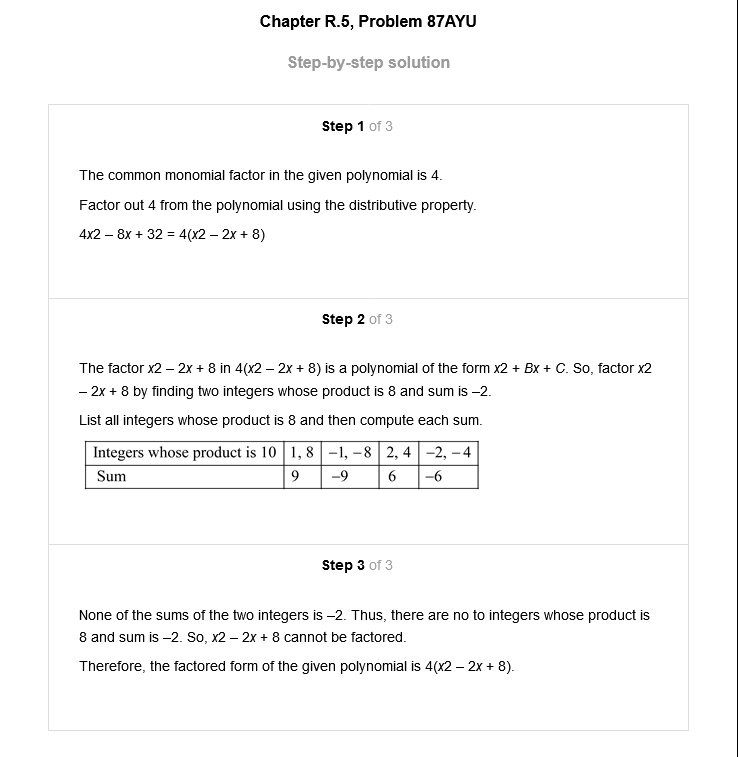 Chapter R.5, Problem 87AYU
Step-by-step solution
Step 1 of 3
The common monomial factor in the given polynomial is 4.
Factor out 4 from the polynomial using the distributive property.
4x2 – 8x + 32 = 4(x2 – 2x + 8)
Step 2 of 3
The factor x2 – 2x + 8 in 4(x2 – 2x + 8) is a polynomial of the form x2 + Bx + C. So, factor x2
– 2x + 8 by finding two integers whose product is 8 and sum is –2.
List all integers whose product is 8 and then compute each sum.
Integers whose product is 10 1, 8 −1, −8 2, 4 −2, −4
Sum 9 −9 6 −6
Step 3 of 3
None of the sums of the two integers is –2. Thus, there are no to integers whose product is
8 and sum is –2. So, x2 – 2x + 8 cannot be factored.
Therefore, the factored form of the given polynomial is 4(x2 – 2x + 8).